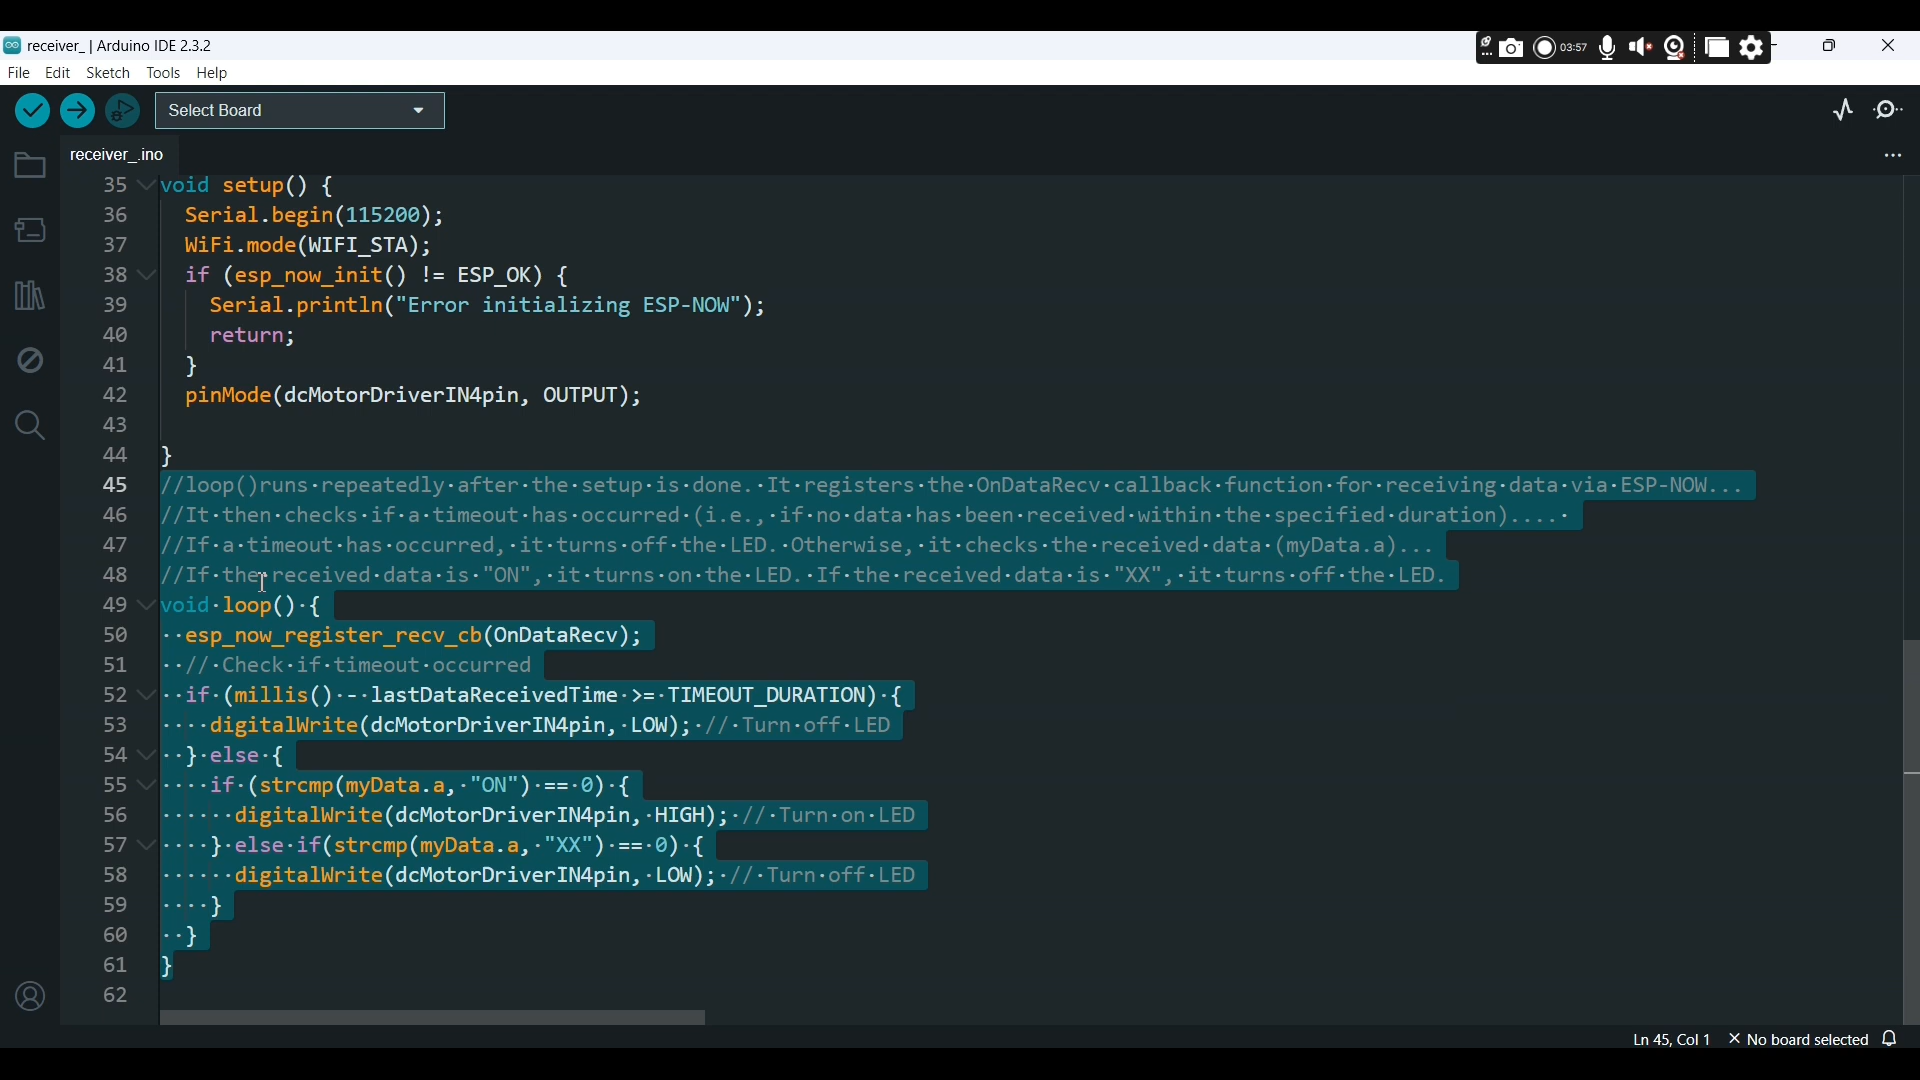 receiver_ | Arduino IDE 2.3.2
03:57
File Edit Sketch Tools Help
Select Board
receiver_.ino
35 void setup() {
36 Serial.begin(115200);
37 WiFi.mode(WIFI_STA);
38 if (esp_now_init() != ESP_OK) {
39 Serial.println("Error initializing ESP-NOW");
40 return;
41 }
42 pinMode(dcMotorDriverIN4pin, OUTPUT);
43
44 }
45 //loop()runs repeatedly after the setup is done. It registers the OnDataRecv callback function for receiving data via ESP-NOW...
46 //It then checks if a timeout has occurred (i.e., if no data has been received within the specified duration)....
47 //If a timeout has occurred, it turns off the LED. Otherwise, it checks the received data (myData.a)...
48 //If the received data is "ON", it turns on the LED. If the received data is "XX", it turns off the LED.
49 void loop() {
50 esp_now_register_recv_cb(OnDataRecv);
51 // Check if timeout occurred
52 if (millis() - lastDataReceivedTime >= TIMEOUT_DURATION) {
53 digitalWrite(dcMotorDriverIN4pin, LOW); // Turn off LED
54 } else {
55 if (strcmp(myData.a, "ON") == 0) {
56 digitalWrite(dcMotorDriverIN4pin, HIGH); // Turn on LED
57 } else if(strcmp(myData.a, "XX") == 0) {
58 digitalWrite(dcMotorDriverIN4pin, LOW); // Turn off LED
59 }
60 }
61 }
62
Ln 45, Col 1 No board selected